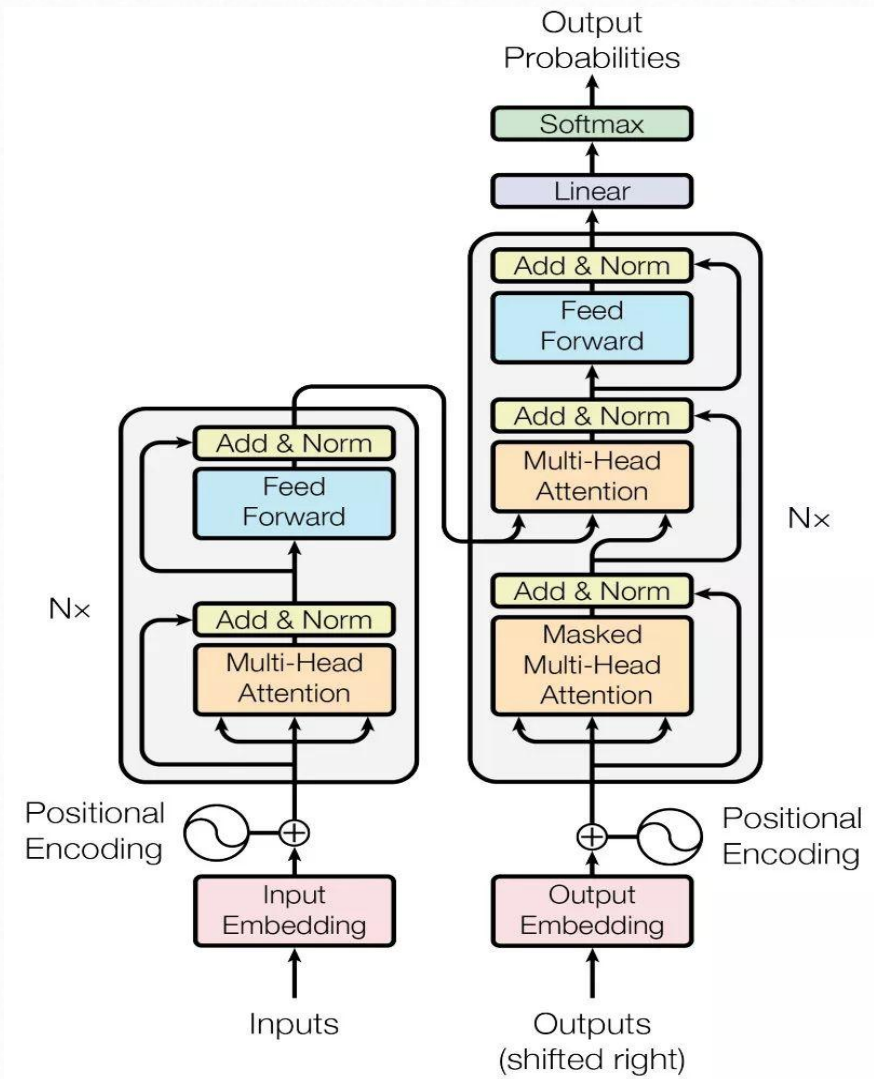 Output
Probabilities
Softmax
Linear
Add & Norm
Feed
Forward
Add & Norm
Multi-Head
Attention
Add & Norm
Masked
Multi-Head
Attention
Nx
Positional
Encoding
Output
Embedding
Outputs
(shifted right)
Add & Norm
Feed
Forward
Add & Norm
Multi-Head
Attention
Nx
Positional
Encoding
Input
Embedding
Inputs